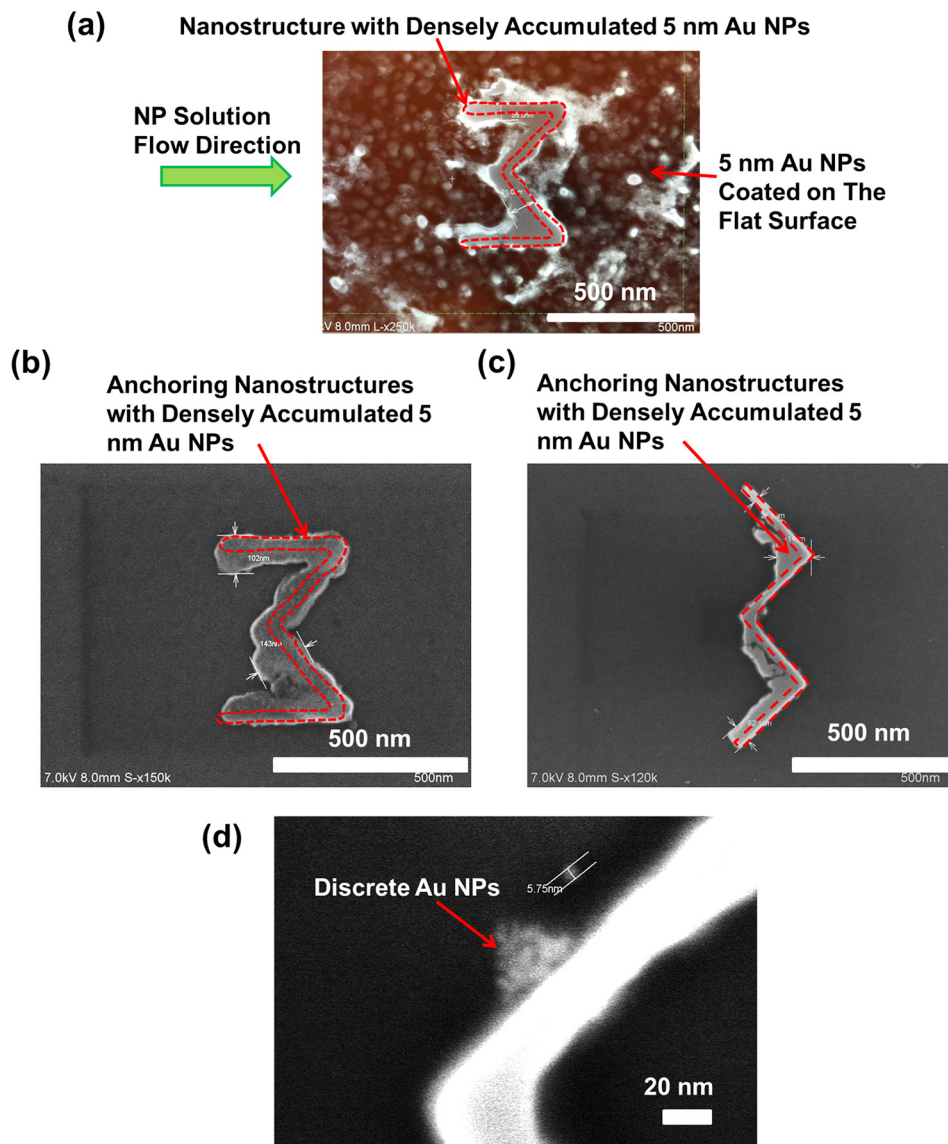 (a)
Nanostructure with Densely Accumulated 5 nm Au NPs
NP Solution
Flow Direction
5 nm Au NPs
Coated on The
Flat Surface
500 nm
kV 8.0mm L-x250k
500nm
(b)
Anchoring Nanostructures
with Densely Accumulated 5
nm Au NPs
102nm
143nm
500 nm
7.0kV 8.0mm S-x150k
500nm
(c)
Anchoring Nanostructures
with Densely Accumulated 5
nm Au NPs
500 nm
7.0kV 8.0mm S-x120k
500nm
(d)
5.75nm
Discrete Au NPs
20 nm